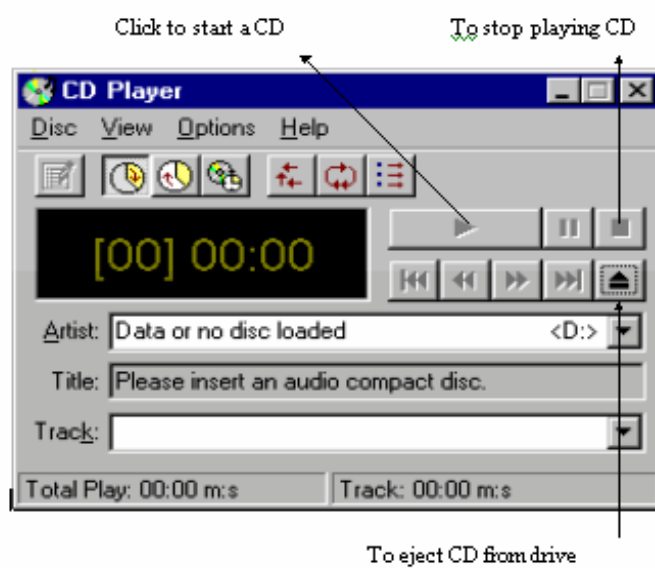 Click to start a CD
To stop playing CD
CD Player
Disc View Options Help
[00] 00:00
Artist: Data or no disc loaded <D:>
Title: Please insert an audio compact disc.
Track:
Total Play: 00:00 m:s Track: 00:00 m:s
To eject CD from drive